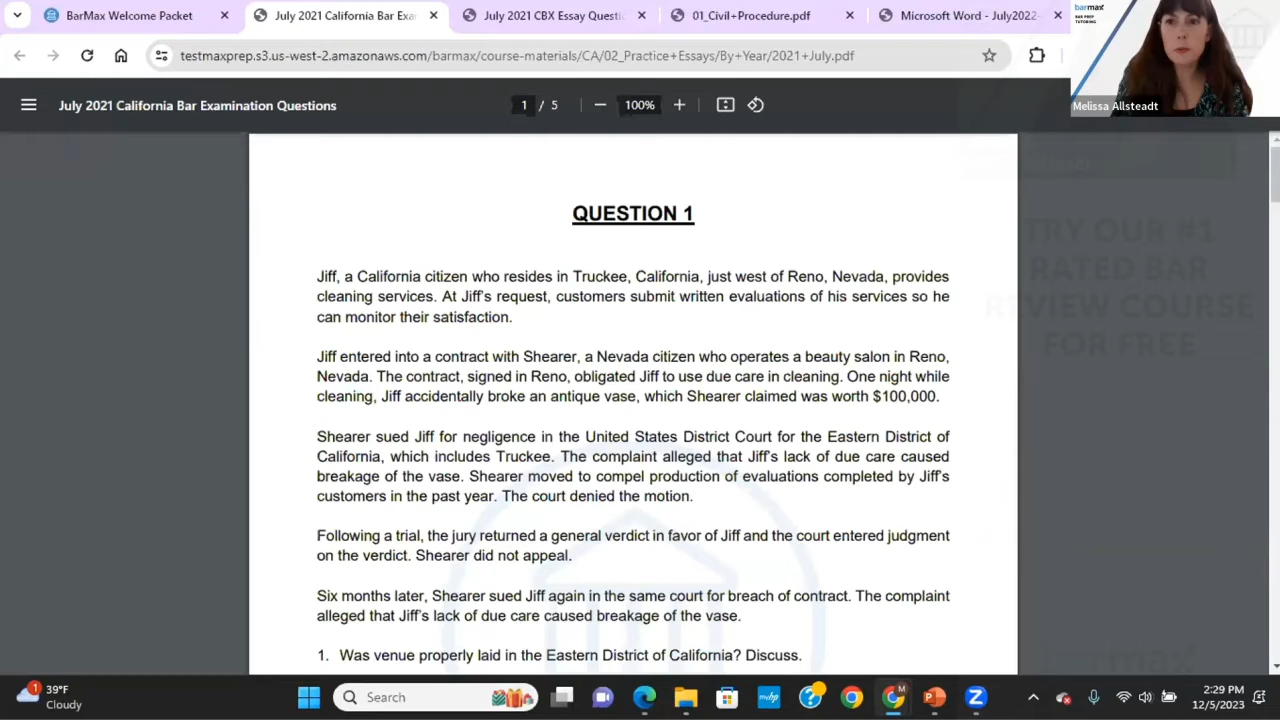 BarMax Welcome Packet
July 2021 California Bar Exa
July 2021 CBX Essay Questi
01_Civil+Procedure.pdf
Microsoft Word - July2022-
barmax
BAR PREP
TUTORING
Melissa Allsteadt
testmaxprep.s3.us-west-2.amazonaws.com/barmax/course-materials/CA/02_Practice+Essays/By+Year/2021+July.pdf
July 2021 California Bar Examination Questions
1 / 5
100%
TRY OUR #1
RATED BAR
REVIEW COURSE
FOR FREE
QUESTION 1
Jiff, a California citizen who resides in Truckee, California, just west of Reno, Nevada, provides
cleaning services. At Jiff's request, customers submit written evaluations of his services so he
can monitor their satisfaction.
Jiff entered into a contract with Shearer, a Nevada citizen who operates a beauty salon in Reno,
Nevada. The contract, signed in Reno, obligated Jiff to use due care in cleaning. One night while
cleaning, Jiff accidentally broke an antique vase, which Shearer claimed was worth $100,000.
Shearer sued Jiff for negligence in the United States District Court for the Eastern District of
California, which includes Truckee. The complaint alleged that Jiff's lack of due care caused
breakage of the vase. Shearer moved to compel production of evaluations completed by Jiff's
customers in the past year. The court denied the motion.
Following a trial, the jury returned a general verdict in favor of Jiff and the court entered judgment
on the verdict. Shearer did not appeal.
Six months later, Shearer sued Jiff again in the same court for breach of contract. The complaint
alleged that Jiff's lack of due care caused breakage of the vase.
1. Was venue properly laid in the Eastern District of California? Discuss.
barmax
1
39°F
Cloudy
Search
mbp
M
2:29 PM
12/5/2023